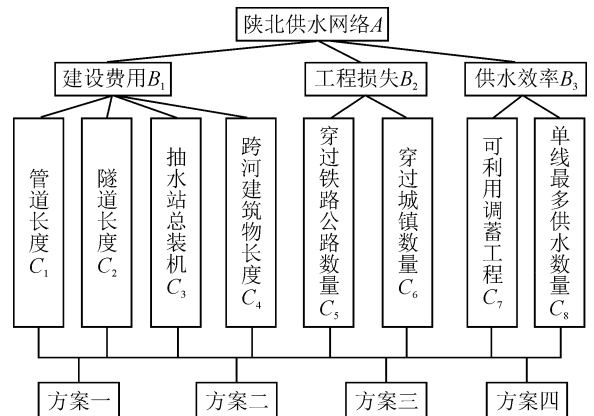 陕北供水网络A
建设费用B₁
工程损失B₂
供水效率B₃
管道长度C₁
隧道长度C₂
抽水站总装机C₃
跨河建筑物长度C₄
穿过铁路公路数量C₅
穿过城镇数量C₆
可利用调蓄工程C₇
单线最多供水数量C₈
方案一
方案二
方案三
方案四